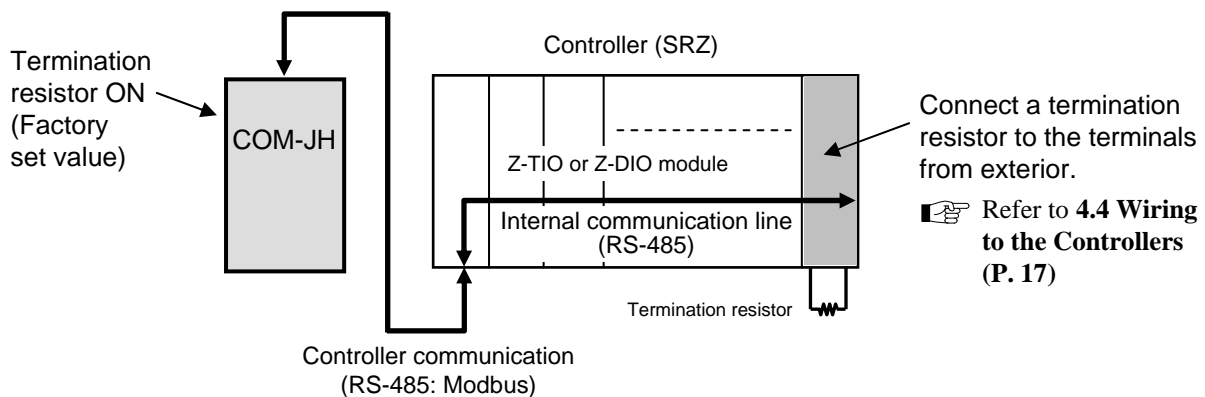 Termination
resistor ON
(Factory
set value)
COM-JH
Controller (SRZ)
Z-TIO or Z-DIO module
Internal communication line
(RS-485)
Termination resistor
Controller communication
(RS-485: Modbus)
Connect a termination
resistor to the terminals
from exterior.
Refer to 4.4 Wiring
to the Controllers
(P. 17)